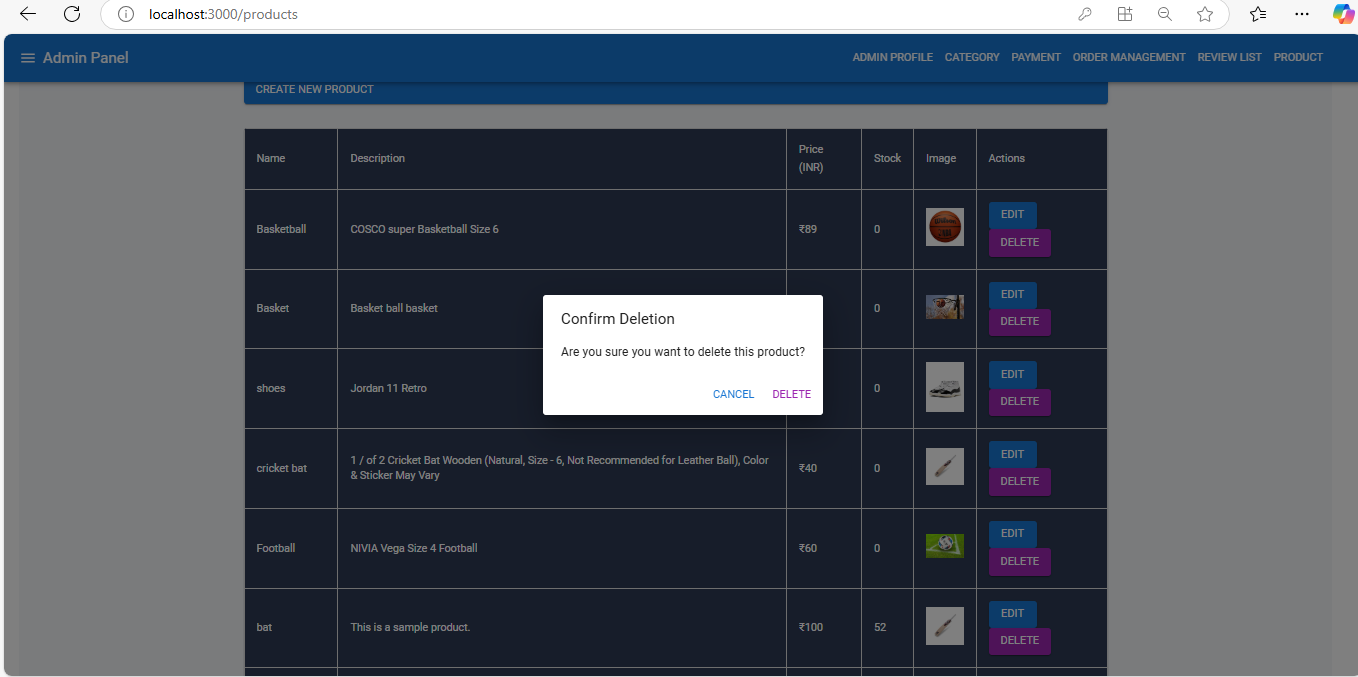 localhost:3000/products
Admin Panel
ADMIN PROFILE CATEGORY PAYMENT ORDER MANAGEMENT REVIEW LIST PRODUCT
CREATE NEW PRODUCT
Name Description Price (INR) Stock Image Actions
Basketball COSCO super Basketball Size 6 ₹89 0 EDIT
DELETE
Basket Basket ball basket 0 EDIT
DELETE
Confirm Deletion
Are you sure you want to delete this product?
CANCEL DELETE
shoes Jordan 11 Retro 0 EDIT
DELETE
cricket bat 1 / of 2 Cricket Bat Wooden (Natural, Size - 6, Not Recommended for Leather Ball), Color
& Sticker May Vary ₹40 0 EDIT
DELETE
Football NIVIA Vega Size 4 Football ₹60 0 EDIT
DELETE
bat This is a sample product. ₹100 52 EDIT
DELETE